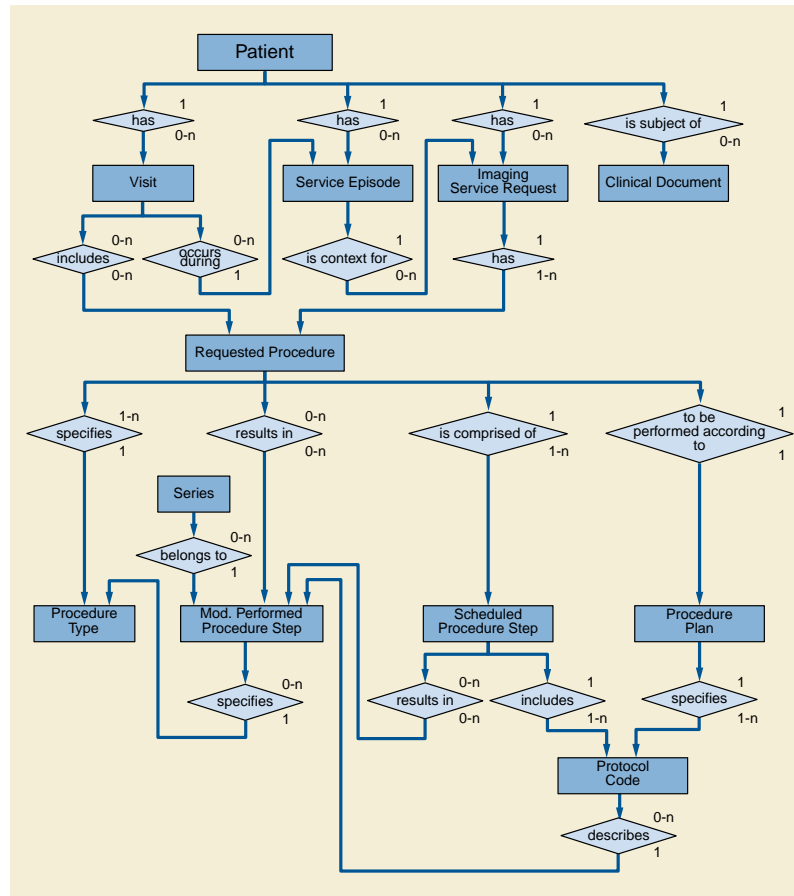 Patient
1
1
1
1
has
has
has
is subject of
0-n
0-n
0-n
0-n
Visit
Service Episode
Imaging
Service Request
Clinical Document
0-n
0-n
1
1
includes
occurs
during
is context for
has
0-n
1
0-n
1-n
Requested Procedure
1-n
0-n
1
1
specifies
results in
is comprised of
to be
performed according
to
1
0-n
1-n
1
Series
0-n
belongs to
1
Procedure
Type
Mod. Performed
Procedure Step
Scheduled
Procedure Step
Procedure
Plan
0-n
0-n
1
1
specifies
results in
includes
specifies
1
0-n
1-n
1-n
Protocol
Code
0-n
describes
1